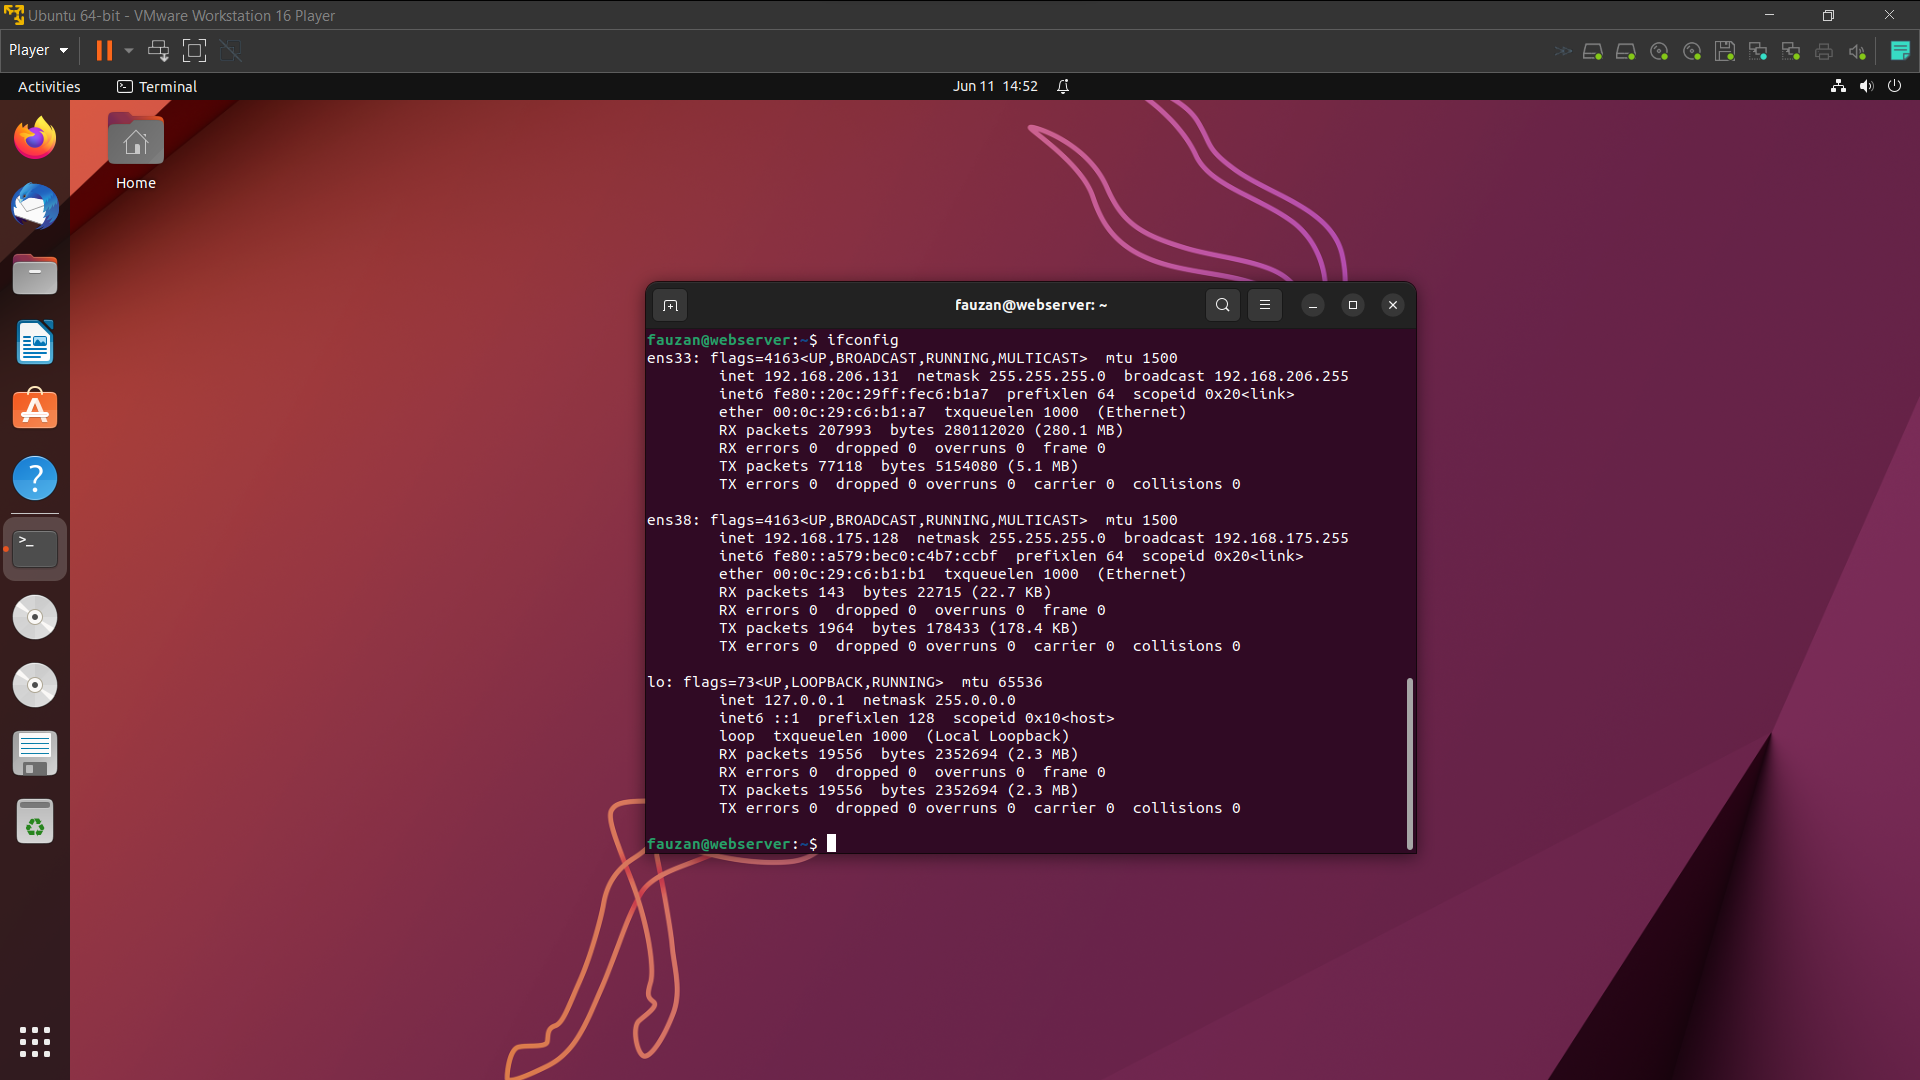 Ubuntu 64-bit - VMware Workstation 16 Player
Player
Activities
Terminal
Jun 11 14:52
Home
fauzan@webserver: ~
fauzan@webserver:~$ ifconfig
ens33: flags=4163<UP,BROADCAST,RUNNING,MULTICAST>  mtu 1500
        inet 192.168.206.131  netmask 255.255.255.0  broadcast 192.168.206.255
        inet6 fe80::20c:29ff:fec6:b1a7  prefixlen 64  scopeid 0x20<link>
        ether 00:0c:29:c6:b1:a7  txqueuelen 1000  (Ethernet)
        RX packets 207993  bytes 280112020 (280.1 MB)
        RX errors 0  dropped 0  overruns 0  frame 0
        TX packets 77118  bytes 5154080 (5.1 MB)
        TX errors 0  dropped 0 overruns 0  carrier 0  collisions 0
ens38: flags=4163<UP,BROADCAST,RUNNING,MULTICAST>  mtu 1500
        inet 192.168.175.128  netmask 255.255.255.0  broadcast 192.168.175.255
        inet6 fe80::a579:bec0:c4b7:ccbf  prefixlen 64  scopeid 0x20<link>
        ether 00:0c:29:c6:b1:b1  txqueuelen 1000  (Ethernet)
        RX packets 143  bytes 22715 (22.7 KB)
        RX errors 0  dropped 0  overruns 0  frame 0
        TX packets 1964  bytes 178433 (178.4 KB)
        TX errors 0  dropped 0 overruns 0  carrier 0  collisions 0
lo: flags=73<UP,LOOPBACK,RUNNING>  mtu 65536
        inet 127.0.0.1  netmask 255.0.0.0
        inet6 ::1  prefixlen 128  scopeid 0x10<host>
        loop  txqueuelen 1000  (Local Loopback)
        RX packets 19556  bytes 2352694 (2.3 MB)
        RX errors 0  dropped 0  overruns 0  frame 0
        TX packets 19556  bytes 2352694 (2.3 MB)
        TX errors 0  dropped 0 overruns 0  carrier 0  collisions 0
fauzan@webserver:~$